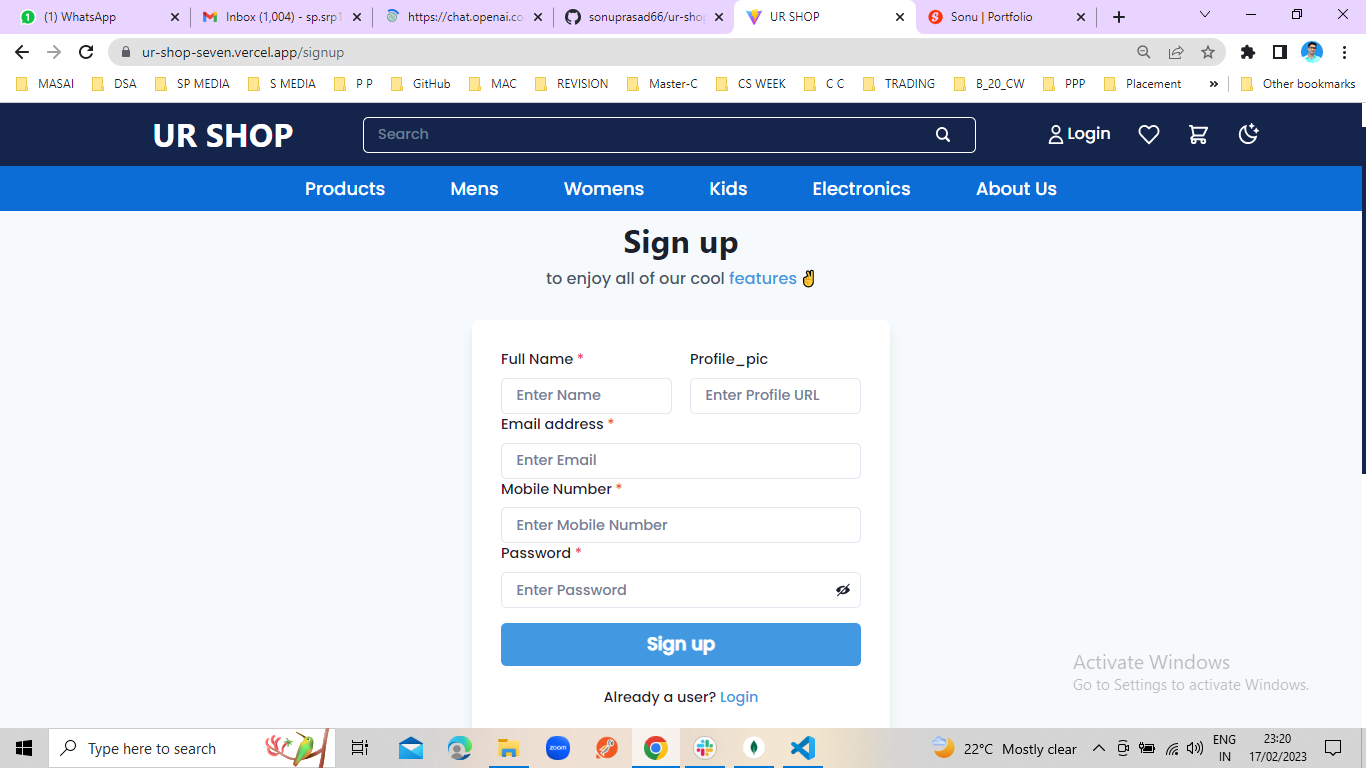 (1) WhatsApp
Inbox (1,004) - sp.srp1
https://chat.openai.co
sonuprasad66/ur-shop
UR SHOP
Sonu | Portfolio
ur-shop-seven.vercel.app/signup
MASAI DSA SP MEDIA S MEDIA P P GitHub MAC REVISION Master-C CS WEEK C C TRADING B_20_CW PPP Placement » Other bookmarks
UR SHOP
Search
Login
Products Mens Womens Kids Electronics About Us
Sign up
to enjoy all of our cool features ✌
Full Name * Profile_pic
Enter Name Enter Profile URL
Email address *
Enter Email
Mobile Number *
Enter Mobile Number
Password *
Enter Password
Sign up
Already a user? Login
Activate Windows
Go to Settings to activate Windows.
Type here to search
zoom
22°C Mostly clear
ENG
IN
23:20
17/02/2023